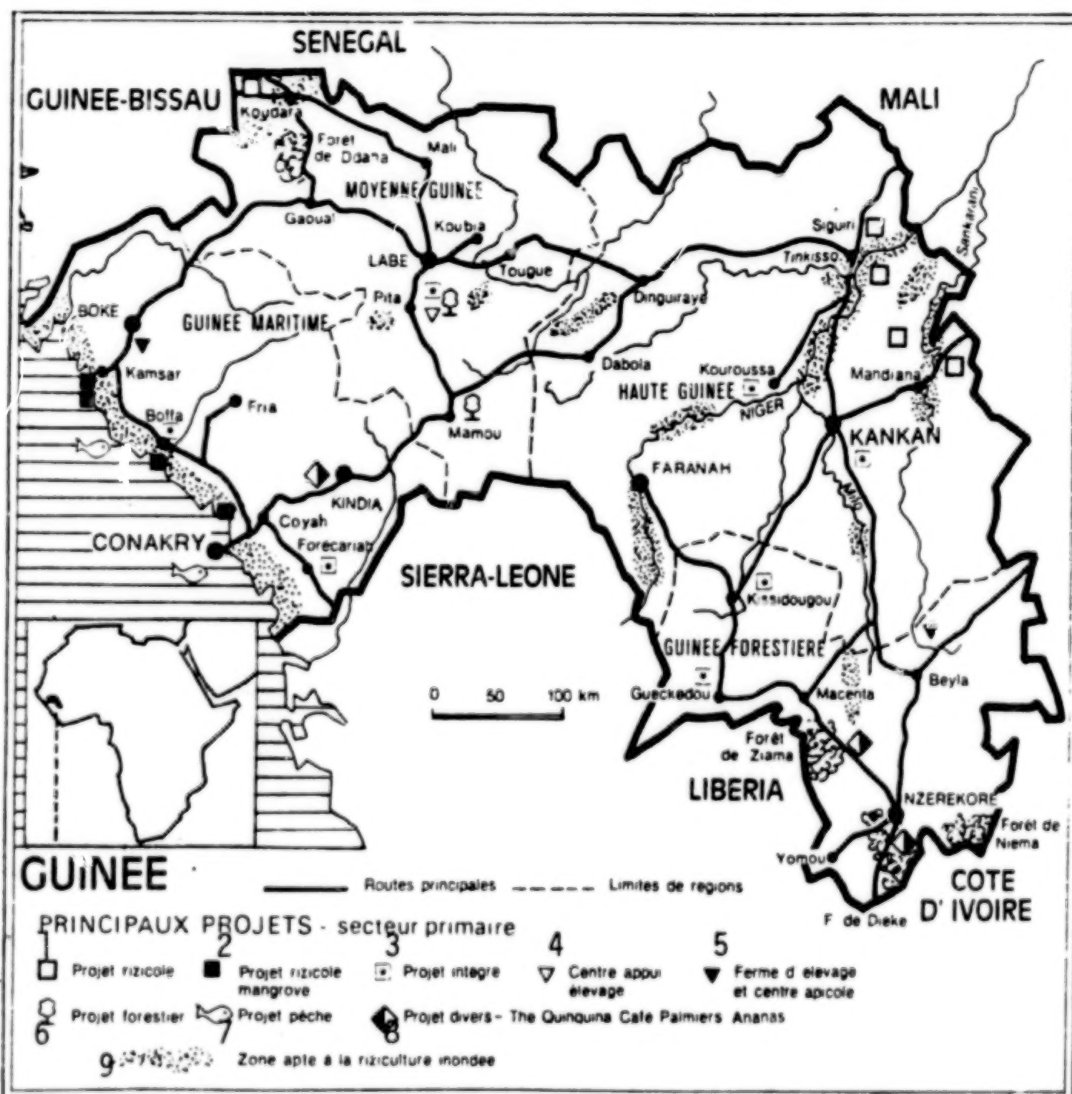 SENEGAL
GUINEE-BISSAU
MALI
Koundara
Forêt
de Ddama
Mali
MOYENNE GUINEE
Gaoual
Koubia
LABE
Tougue
Siguiri
Tinkisso
Sankarani
Pita
Dinguiraye
BOKE
GUINEE MARITIME
Kamsar
Dabola
Kouroussa
Mandiana
HAUTE GUINEE
NIGER
Boffa
Fria
Mamou
KANKAN
FARANAH
KINDIA
Milo
Coyah
CONAKRY
Forecariah
SIERRA-LEONE
Kissidougou
GUINEE FORESTIERE
0 50 100 km
Gueckedou
Macenta
Beyla
Forêt
de Ziama
LIBERIA
NZEREKORE
Forêt de
Niema
Yomou
COTE
D' IVOIRE
F. de Dieke
GUiNEE
Routes principales
Limites de regions
PRINCIPAUX PROJETS - secteur primaire
1 Projet rizicole
2 Projet rizicole
mangrove
3 Projet intègre
4 Centre appui
élevage
5 Ferme d elevage
et centre apicole
6 Projet forestier
7 Projet pêche
8 Projet divers - The Quinquina Café Palmiers Ananas
9 Zone apte à la riziculture inondee